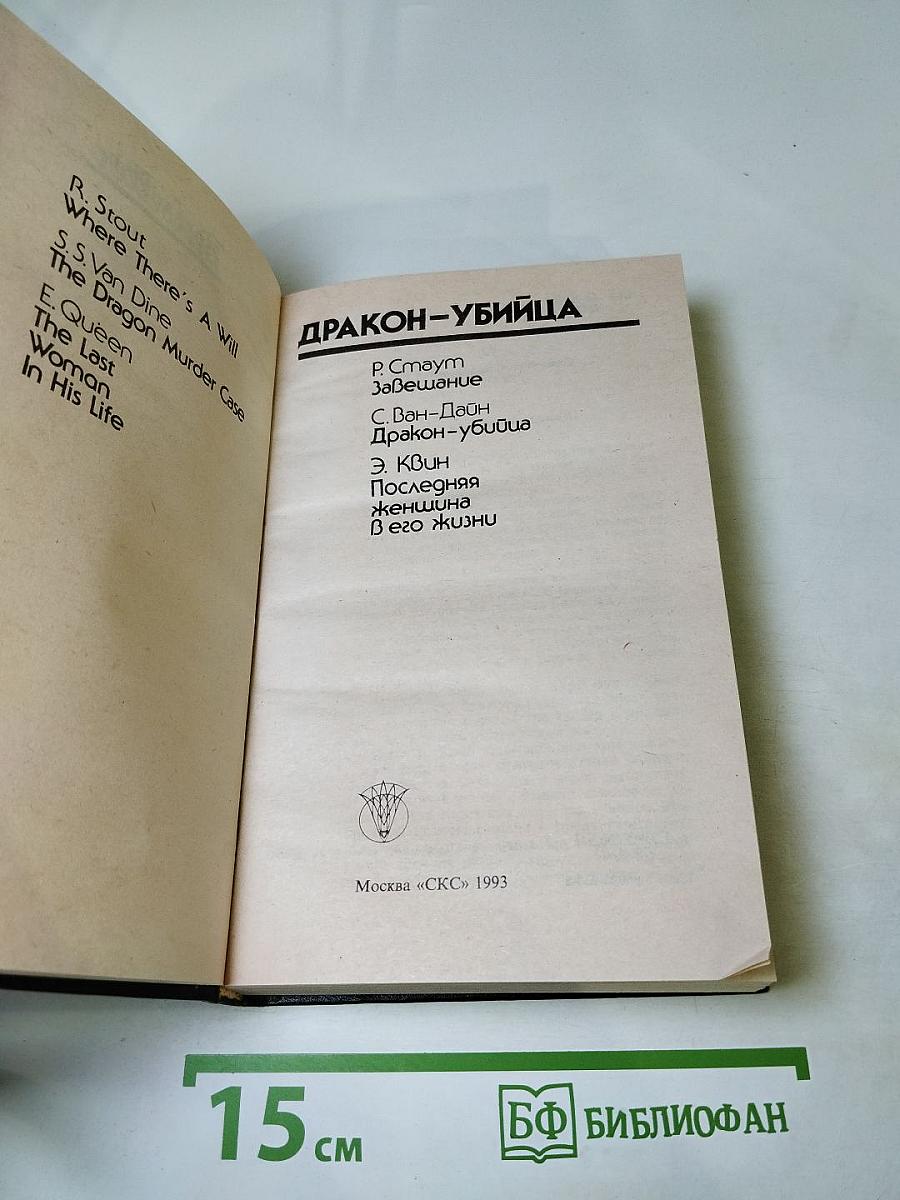 R. Stout
Where There's A Will
S.S. Van Dine
The Dragon Murder Case
E. Queen
The Last
Woman
In His Life
ДРАКОН-УБИЙЦА
Р. Стаут
Завещание
С. Ван-Дайн
Дракон-убийца
Э. Квин
Последняя
женщина
в его жизни
Москва «СКС» 1993
15 см
БФ БИБЛИОФАН